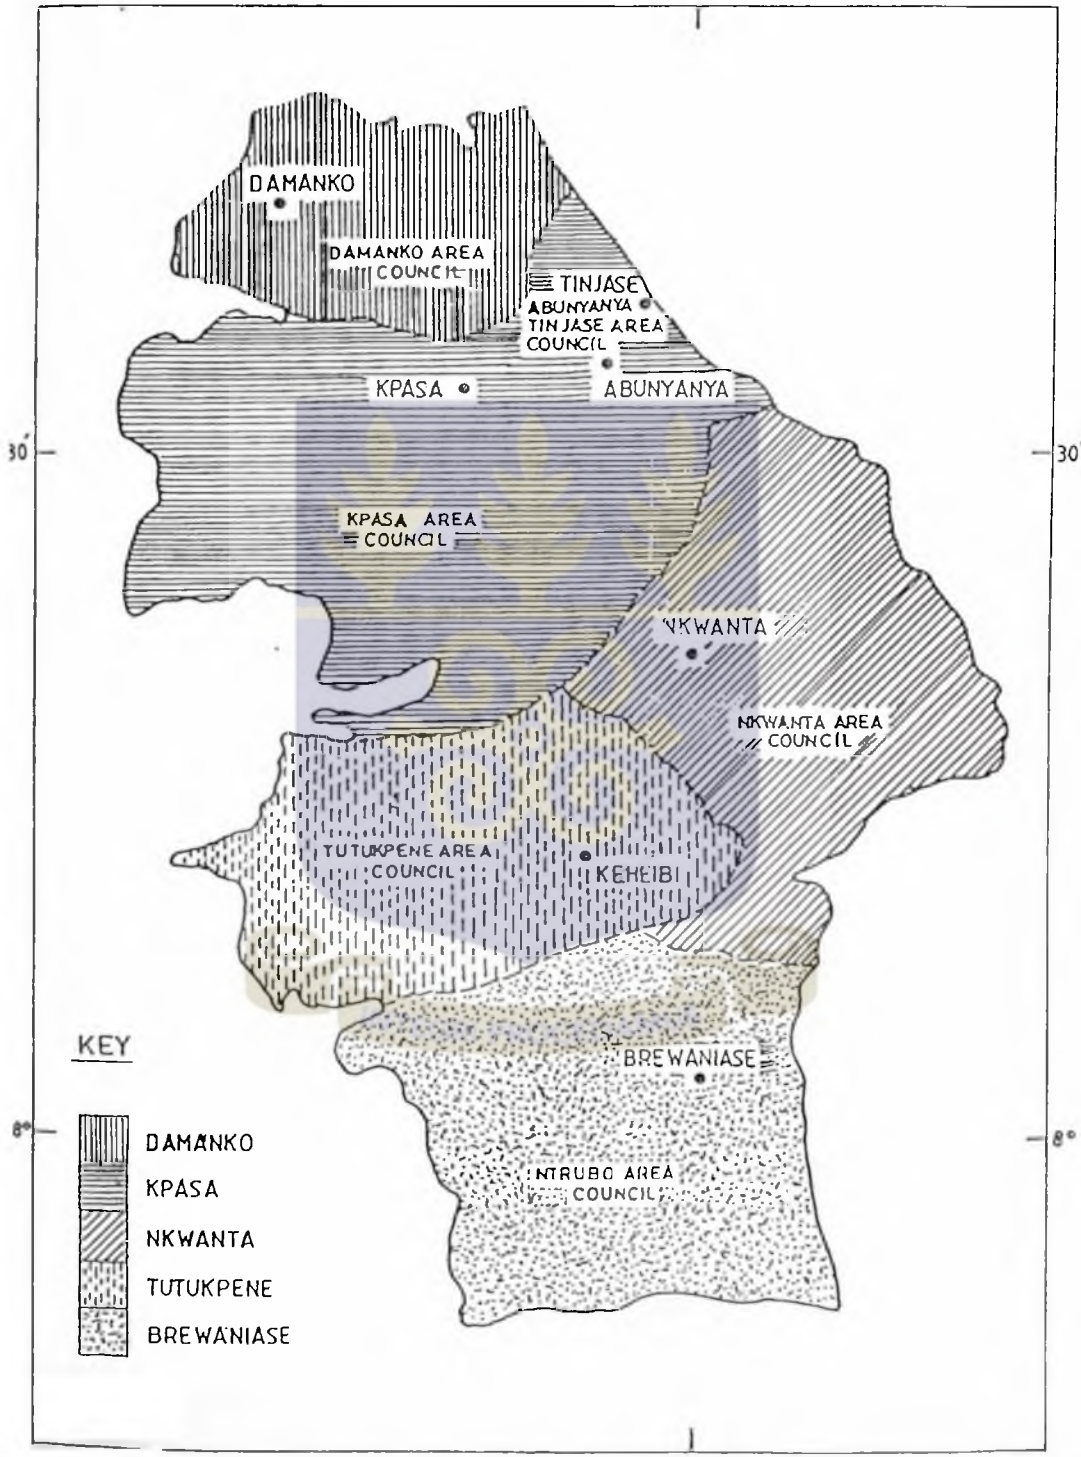 DAMANKO
DAMANKO AREA
COUNCIL
TINJASE
ABUNYANYA
TINJASE AREA
COUNCIL
KPASA
ABUNYANYA
30'
30'
KPASA AREA
COUNCIL
NKWANTA
NKWANTA AREA
COUNCIL
TUTUKPENE AREA
COUNCIL
KEHEIBI
BREWANIASE
KEY
8°
8°
DAMANKO
KPASA
NKWANTA
TUTUKPENE
BREWANIASE
NTRUBO AREA
COUNCIL